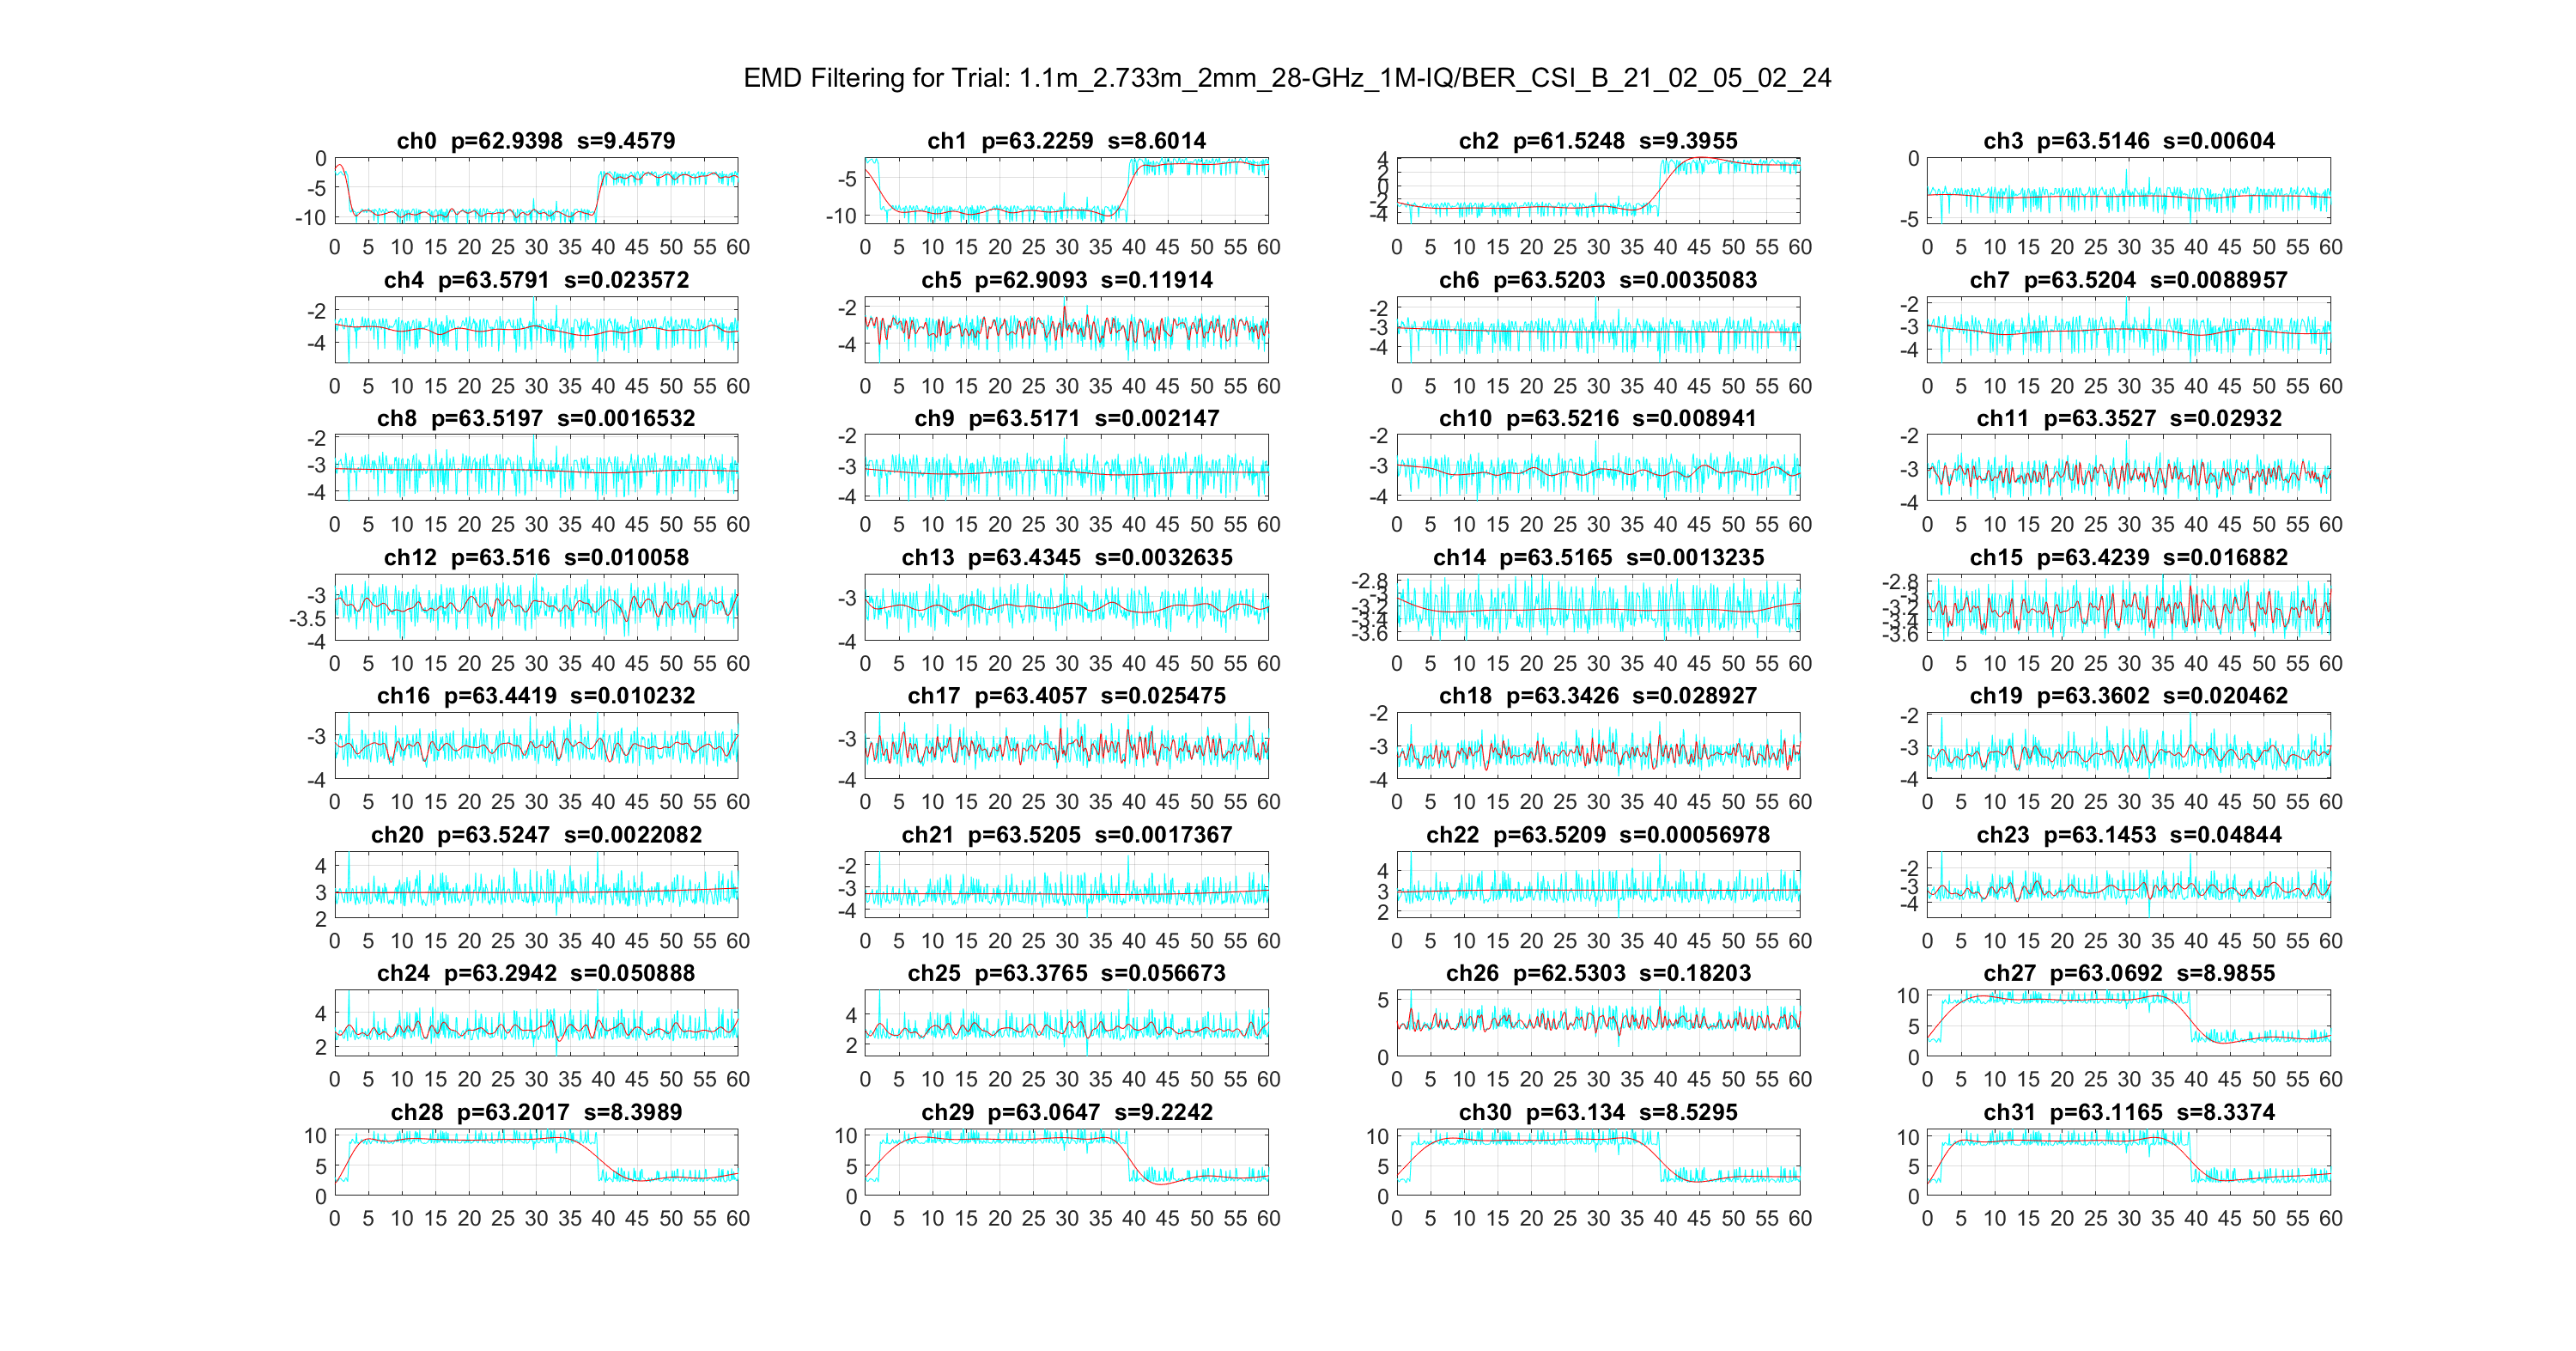 EMD Filtering for Trial: 1.1m_2.733m_2mm_28-GHz_1M-IQ/BER_CSI_B_21_02_05_02_24
ch0 p=62.9398 s=9.4579
ch1 p=63.2259 s=8.6014
ch2 p=61.5248 s=9.3955
ch3 p=63.5146 s=0.00604
0
-5
-10
-5
-10
4
2
0
-2
-4
0
-5
0 5 10 15 20 25 30 35 40 45 50 55 60
0 5 10 15 20 25 30 35 40 45 50 55 60
0 5 10 15 20 25 30 35 40 45 50 55 60
0 5 10 15 20 25 30 35 40 45 50 55 60
ch4 p=63.5791 s=0.023572
ch5 p=62.9093 s=0.11914
ch6 p=63.5203 s=0.0035083
ch7 p=63.5204 s=0.0088957
-2
-4
-2
-4
-2
-3
-4
-2
-3
-4
0 5 10 15 20 25 30 35 40 45 50 55 60
0 5 10 15 20 25 30 35 40 45 50 55 60
0 5 10 15 20 25 30 35 40 45 50 55 60
0 5 10 15 20 25 30 35 40 45 50 55 60
ch8 p=63.5197 s=0.0016532
ch9 p=63.5171 s=0.002147
ch10 p=63.5216 s=0.008941
ch11 p=63.3527 s=0.02932
-2
-3
-4
-2
-3
-4
-2
-3
-4
-2
-3
-4
0 5 10 15 20 25 30 35 40 45 50 55 60
0 5 10 15 20 25 30 35 40 45 50 55 60
0 5 10 15 20 25 30 35 40 45 50 55 60
0 5 10 15 20 25 30 35 40 45 50 55 60
ch12 p=63.516 s=0.010058
ch13 p=63.4345 s=0.0032635
ch14 p=63.5165 s=0.0013235
ch15 p=63.4239 s=0.016882
-3
-3.5
-4
-3
-4
-2.8
-3
-3.2
-3.4
-3.6
-2.8
-3
-3.2
-3.4
-3.6
0 5 10 15 20 25 30 35 40 45 50 55 60
0 5 10 15 20 25 30 35 40 45 50 55 60
0 5 10 15 20 25 30 35 40 45 50 55 60
0 5 10 15 20 25 30 35 40 45 50 55 60
ch16 p=63.4419 s=0.010232
ch17 p=63.4057 s=0.025475
ch18 p=63.3426 s=0.028927
ch19 p=63.3602 s=0.020462
-3
-4
-3
-4
-2
-3
-4
-2
-3
-4
0 5 10 15 20 25 30 35 40 45 50 55 60
0 5 10 15 20 25 30 35 40 45 50 55 60
0 5 10 15 20 25 30 35 40 45 50 55 60
0 5 10 15 20 25 30 35 40 45 50 55 60
ch20 p=63.5247 s=0.0022082
ch21 p=63.5205 s=0.0017367
ch22 p=63.5209 s=0.00056978
ch23 p=63.1453 s=0.04844
4
3
2
-2
-3
-4
4
3
2
-2
-3
-4
0 5 10 15 20 25 30 35 40 45 50 55 60
0 5 10 15 20 25 30 35 40 45 50 55 60
0 5 10 15 20 25 30 35 40 45 50 55 60
0 5 10 15 20 25 30 35 40 45 50 55 60
ch24 p=63.2942 s=0.050888
ch25 p=63.3765 s=0.056673
ch26 p=62.5303 s=0.18203
ch27 p=63.0692 s=8.9855
4
2
4
2
5
0
10
5
0
0 5 10 15 20 25 30 35 40 45 50 55 60
0 5 10 15 20 25 30 35 40 45 50 55 60
0 5 10 15 20 25 30 35 40 45 50 55 60
0 5 10 15 20 25 30 35 40 45 50 55 60
ch28 p=63.2017 s=8.3989
ch29 p=63.0647 s=9.2242
ch30 p=63.134 s=8.5295
ch31 p=63.1165 s=8.3374
10
5
0
10
5
0
10
5
0
10
5
0
0 5 10 15 20 25 30 35 40 45 50 55 60
0 5 10 15 20 25 30 35 40 45 50 55 60
0 5 10 15 20 25 30 35 40 45 50 55 60
0 5 10 15 20 25 30 35 40 45 50 55 60